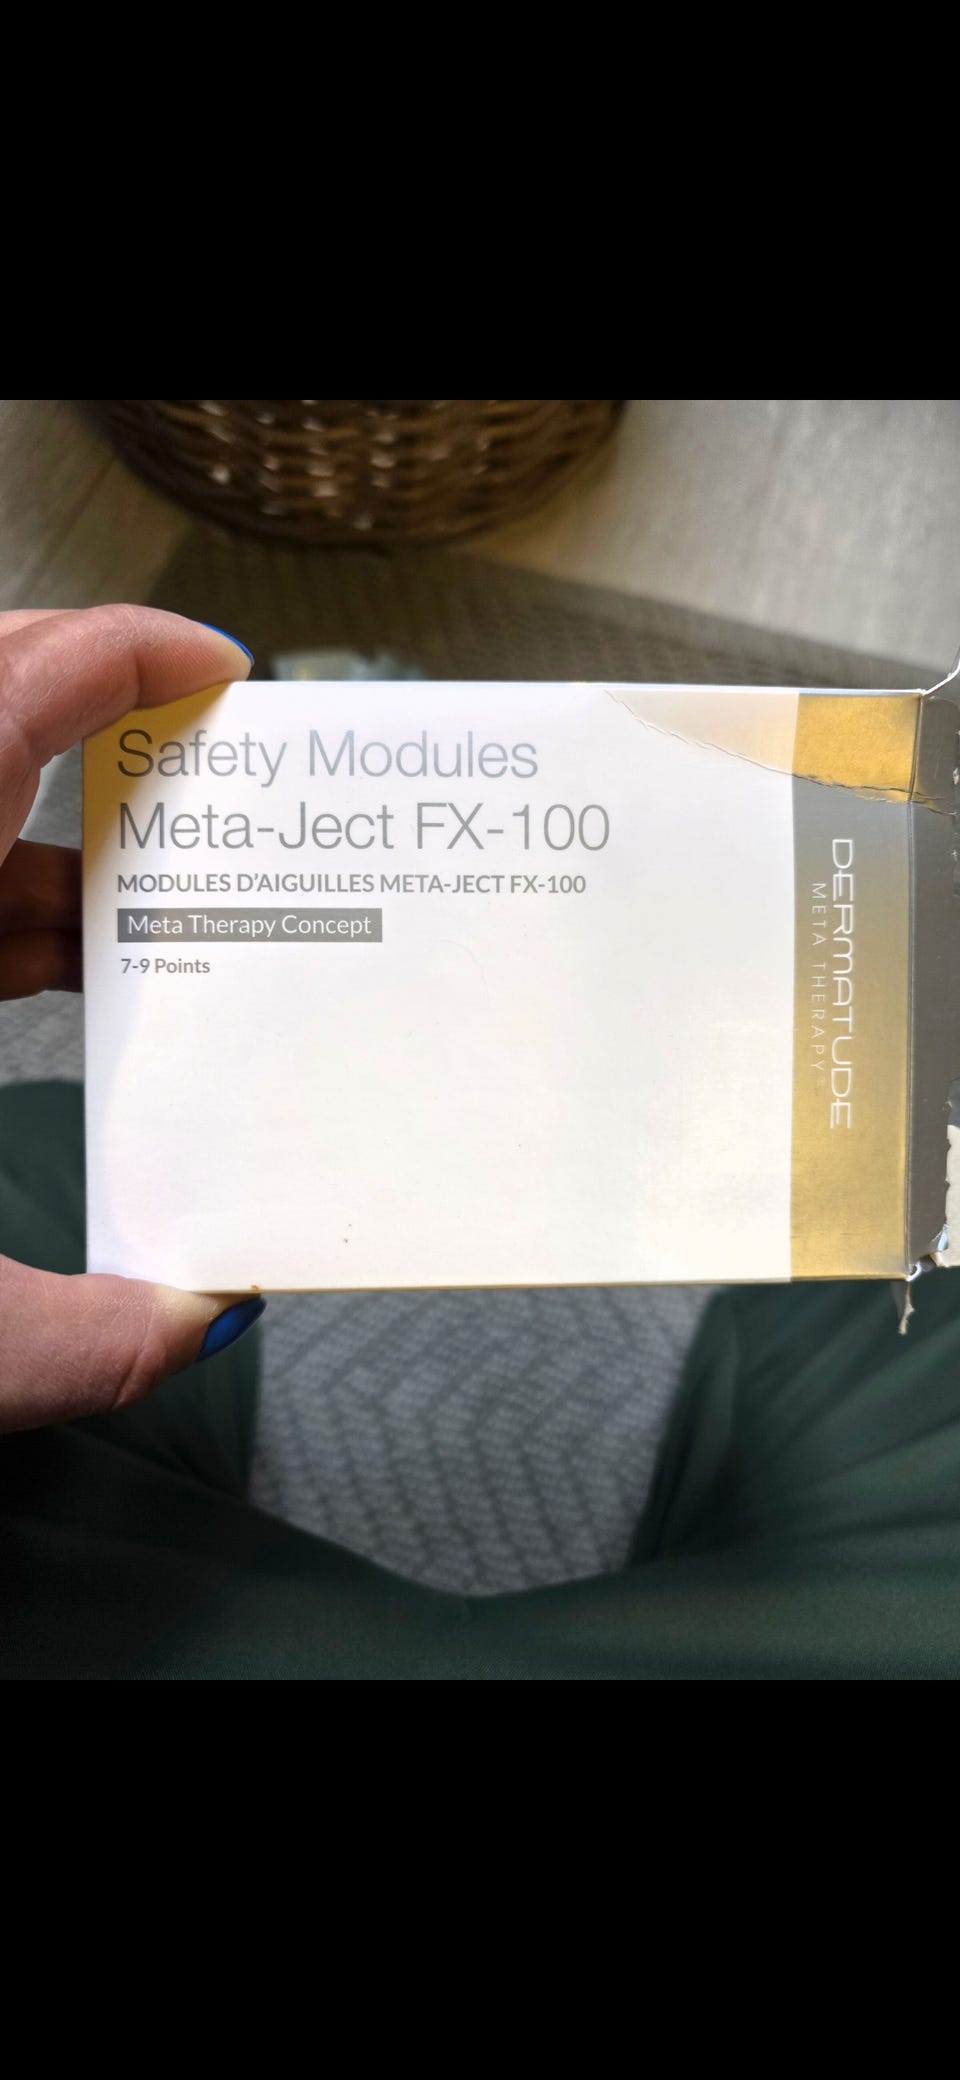 Safety Modules
Meta-Ject FX-100
MODULES D'AIGUILLES META-JECT FX-100
Meta Therapy Concept
7-9 Points
DERMATUDE
META THERAPY